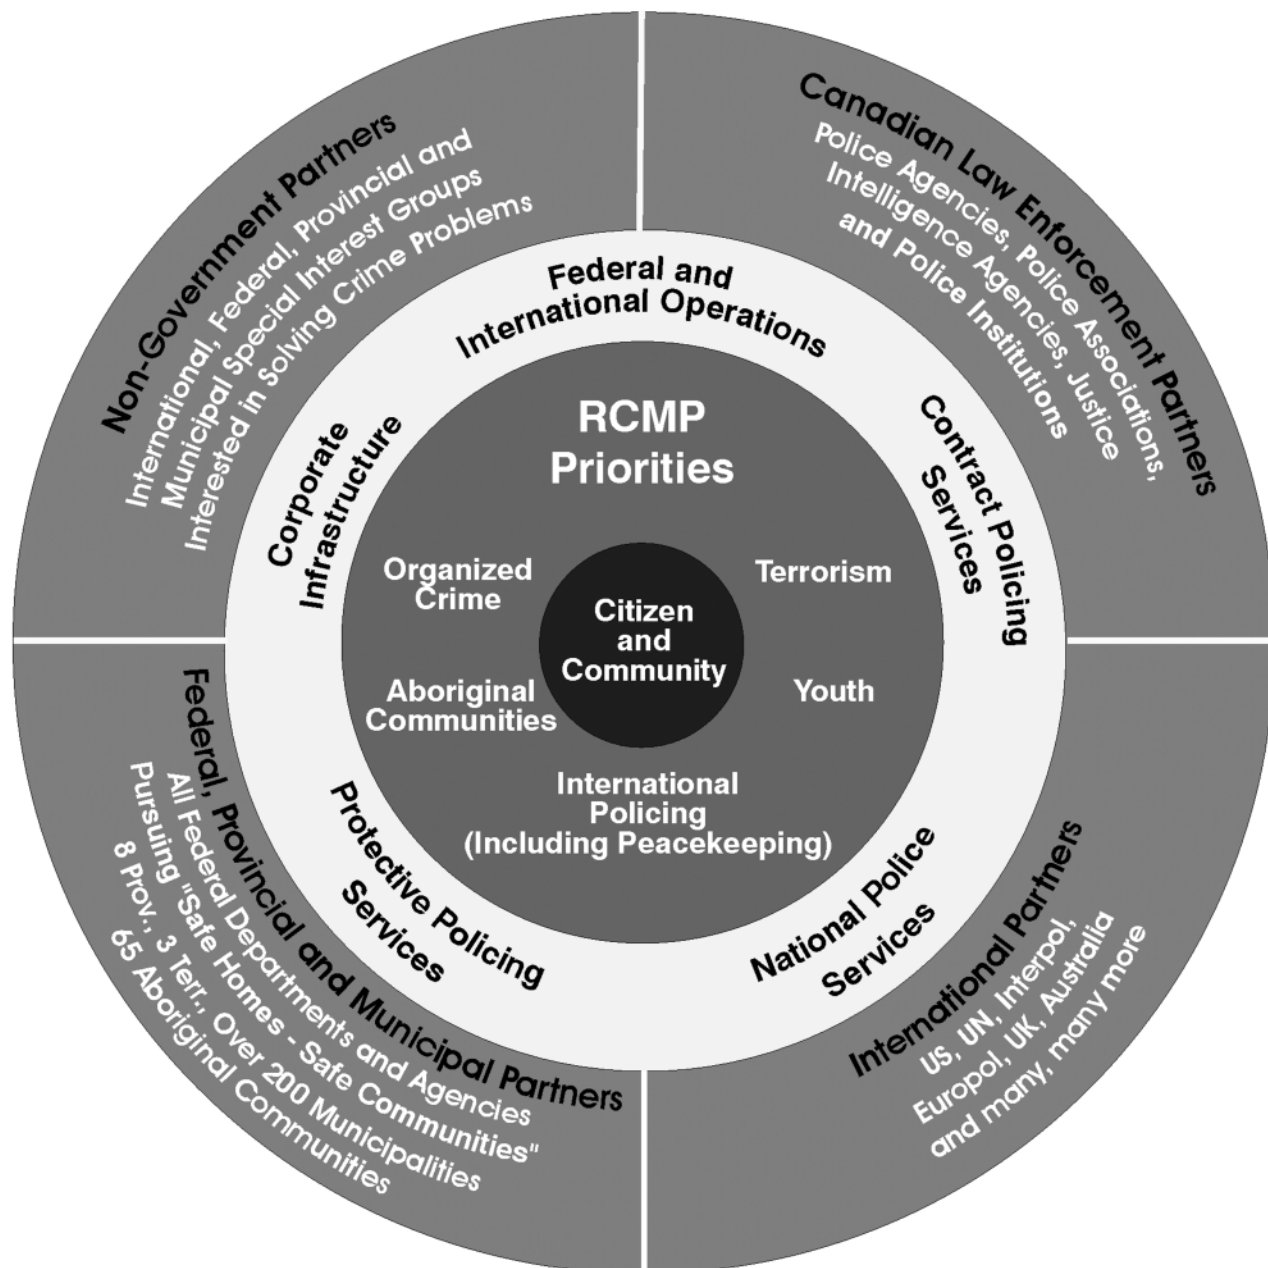 Non-Government Partners
International, Federal, Provincial and
Municipal Special Interest Groups
Interested in Solving Crime Problems
Canadian Law Enforcement Partners
Police Agencies, Police Associations,
Intelligence Agencies, Justice
and Police Institutions
Federal and
International Operations
Corporate
Infrastructure
Contract Policing
Services
RCMP
Priorities
Organized
Crime
Terrorism
Citizen
and
Community
Aboriginal
Communities
Youth
International
Policing
(Including Peacekeeping)
Protective Policing
Services
National Police
Services
Federal, Provincial and Municipal Partners
All Federal Departments and Agencies
Pursuing "Safe Homes - Safe Communities"
8 Prov., 3 Terr., Over 200 Municipalities
65 Aboriginal Communities
International Partners
US, UN, Interpol,
Europol, UK, Australia
and many, many more